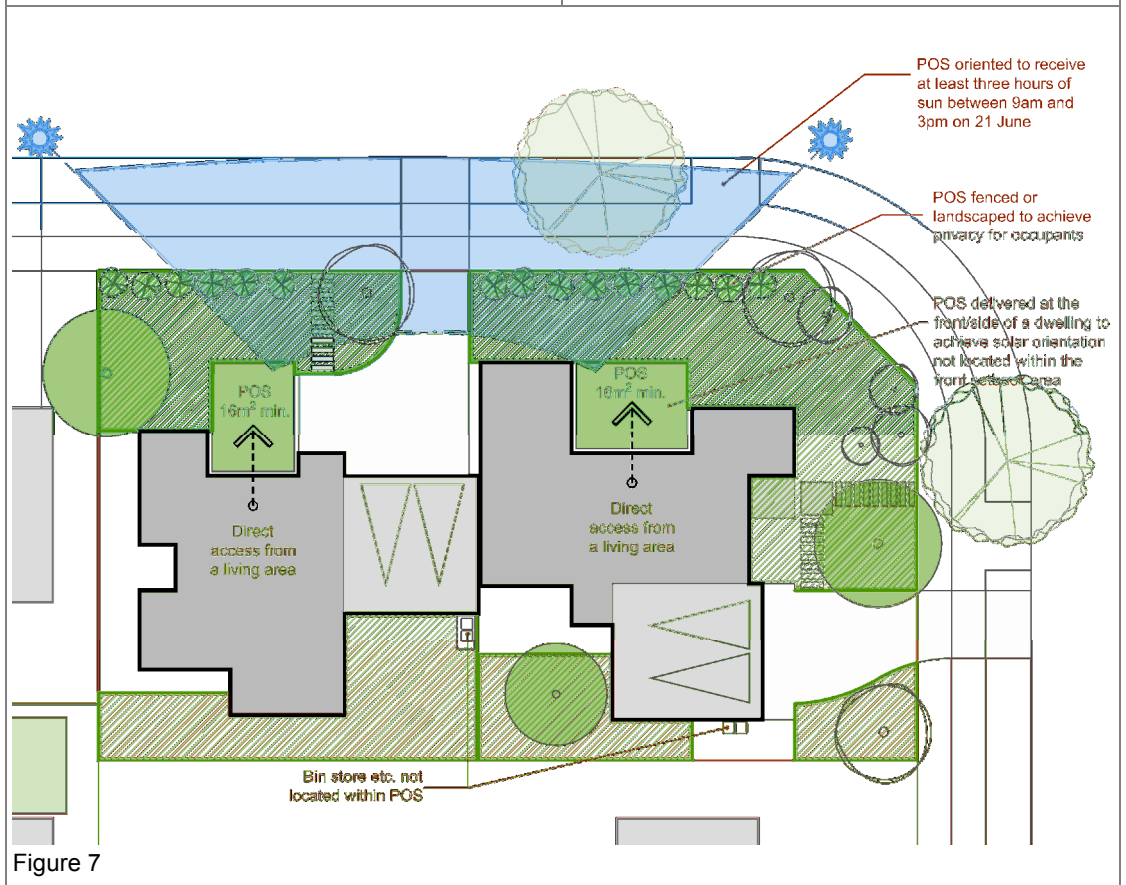 POS oriented to receive
at least three hours of
sun between 9am and
3pm on 21 June
POS fenced or
landscaped to achieve
privacy for occupants
POS delivered at the
front/side of a dwelling to
achieve solar orientation
not located within the
front setback area
POS
16m² min.
POS
16m² min.
Direct
access from
a living area
Direct
access from
a living area
Bin store etc. not
located within POS
Figure 7